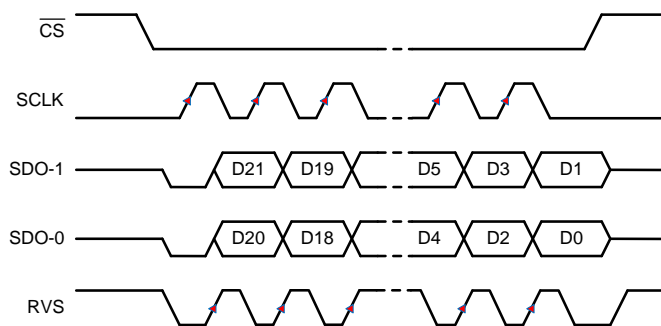 CS
SCLK
SDO-1 D21 D19 D5 D3 D1
SDO-0 D20 D18 D4 D2 D0
RVS